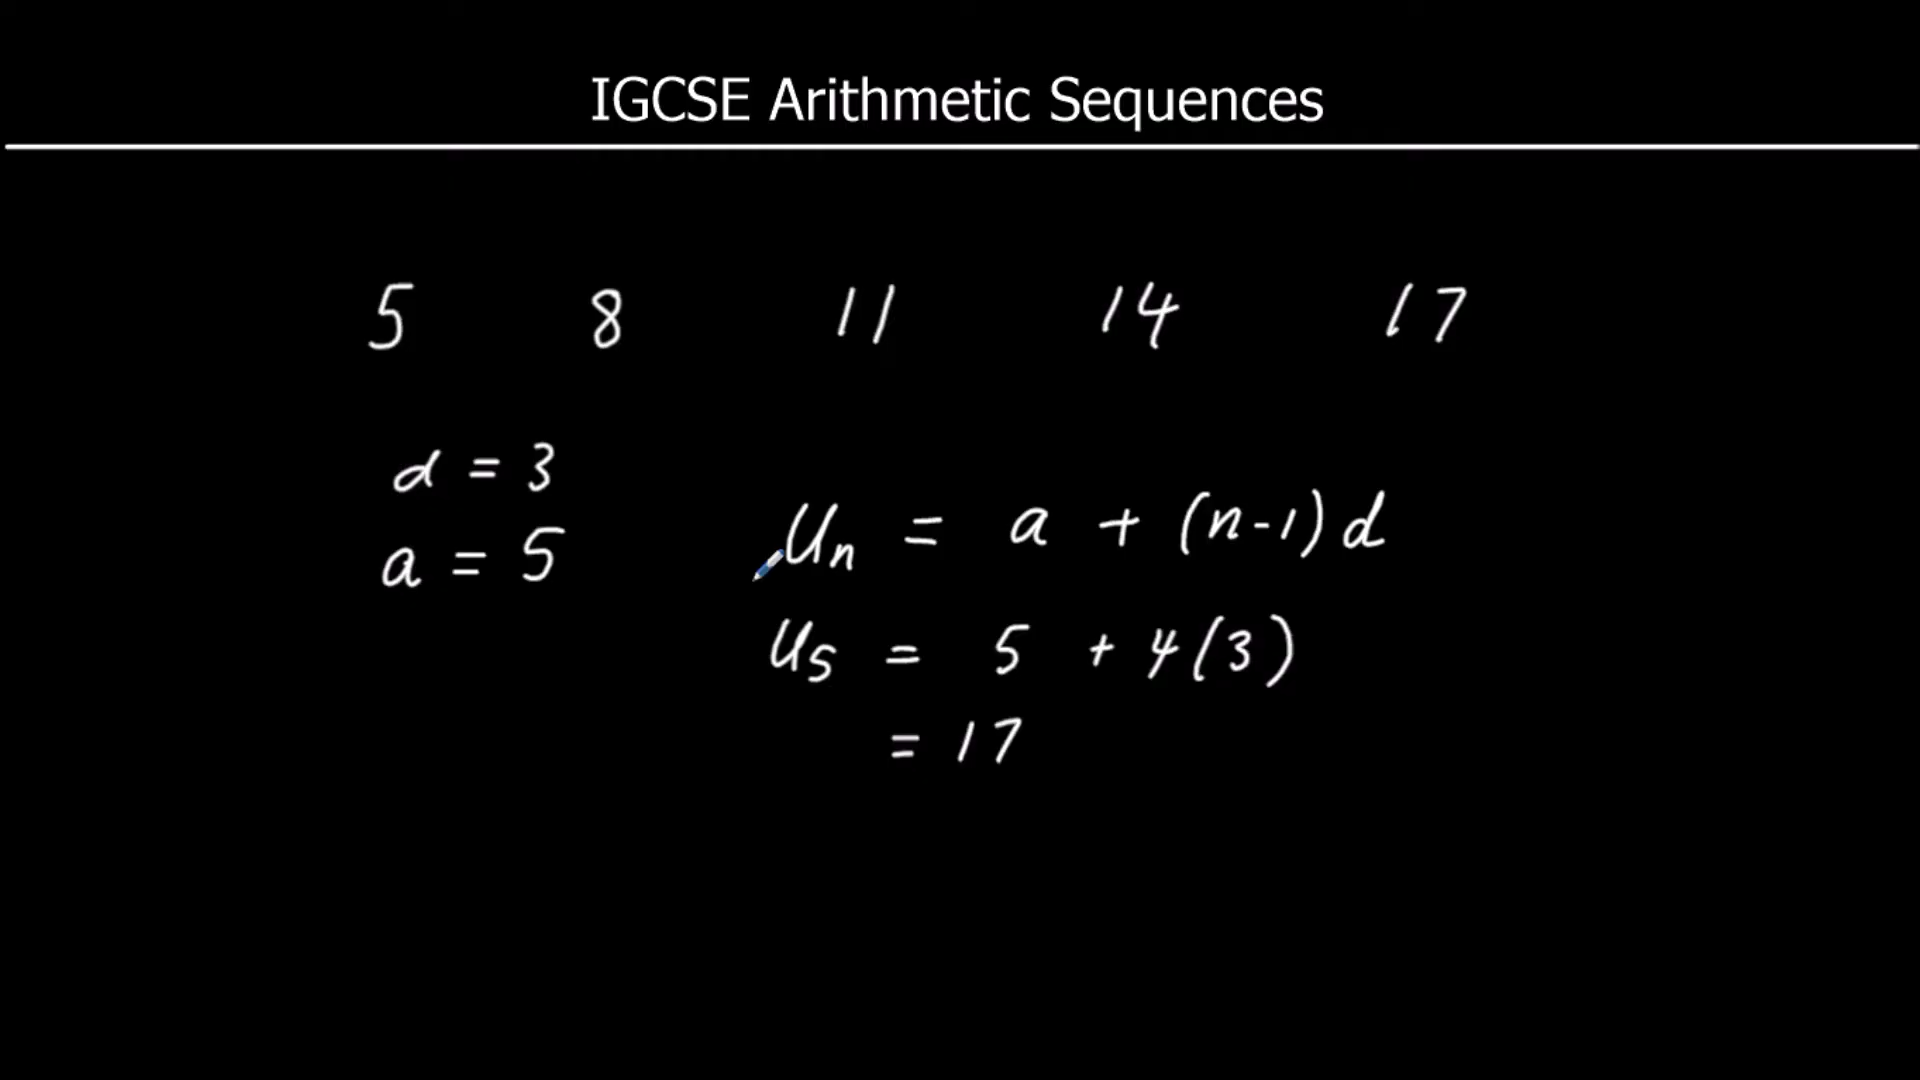 IGCSE Arithmetic Sequences
5 8 11 14 17
d = 3
a = 5
Un = a + (n-1)d
U5 = 5 + 4(3)
= 17